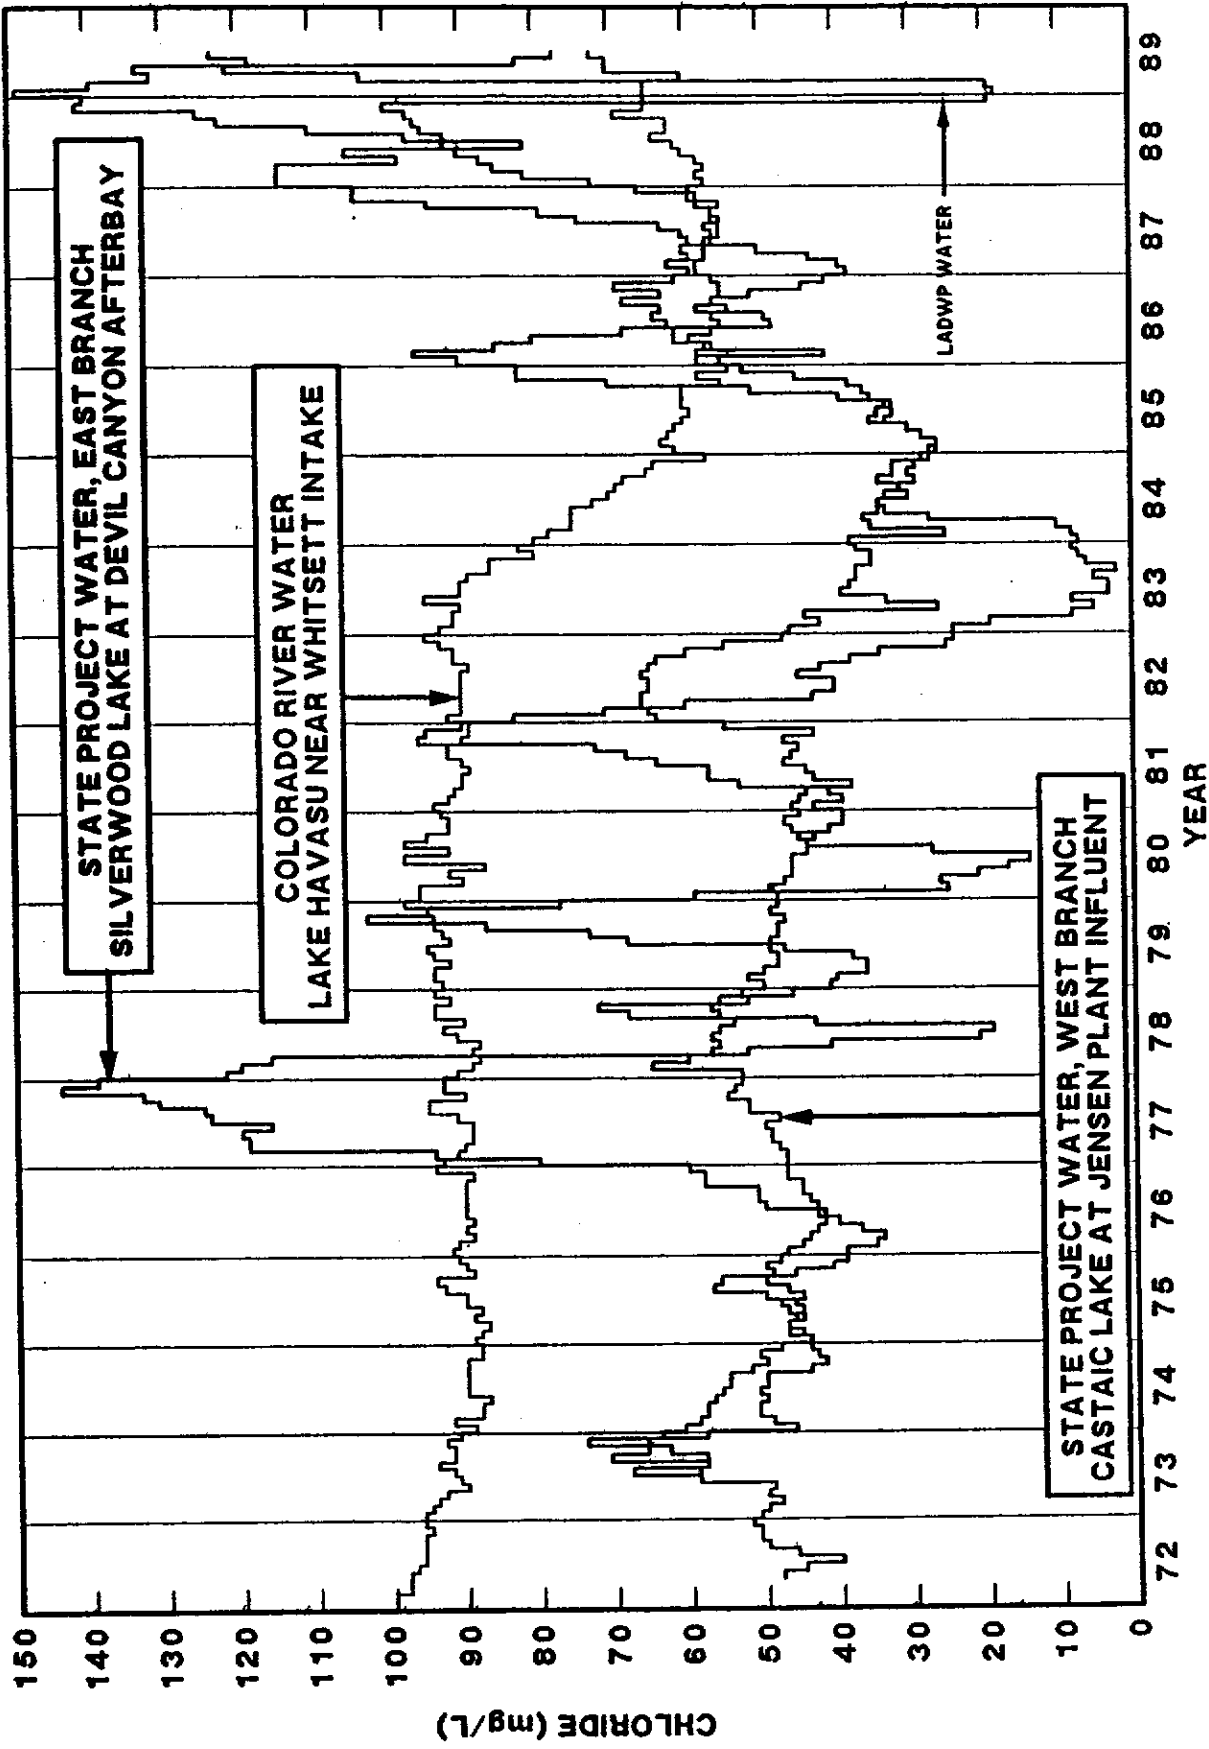 STATE PROJECT WATER, EAST BRANCH
SILVERWOOD LAKE AT DEVIL CANYON AFTERBAY
COLORADO RIVER WATER
LAKE HAVASU NEAR WHITSETT INTAKE
LADWP WATER
STATE PROJECT WATER, WEST BRANCH
CASTAIC LAKE AT JENSEN PLANT INFLUENT
CHLORIDE (mg/L)
150
140
130
120
110
100
90
80
70
60
50
40
30
20
10
0
72 73 74 75 76 77 78 79 80 81 82 83 84 85 86 87 88 89
YEAR